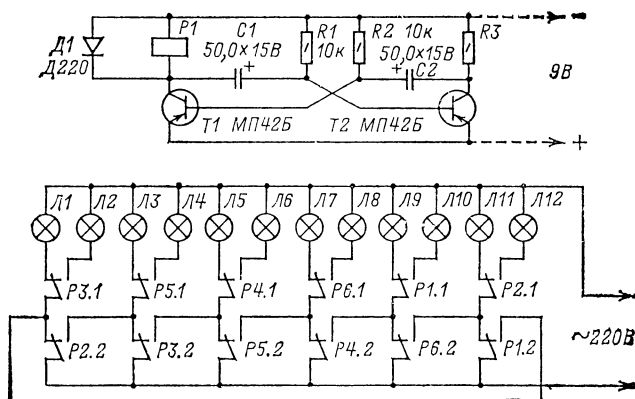 Р1 С1 R1 R2 10к R3
Д1 50,0×15В 10к 50,0×15В
Д220 + + С2 9В
Т1 МП42Б Т2 МП42Б +
Л1 Л2 Л3 Л4 Л5 Л6 Л7 Л8 Л9 Л10 Л11 Л12
Р3.1 Р5.1 Р4.1 Р6.1 Р1.1 Р2.1
Р2.2 Р3.2 Р5.2 Р4.2 Р6.2 Р1.2 ~220В